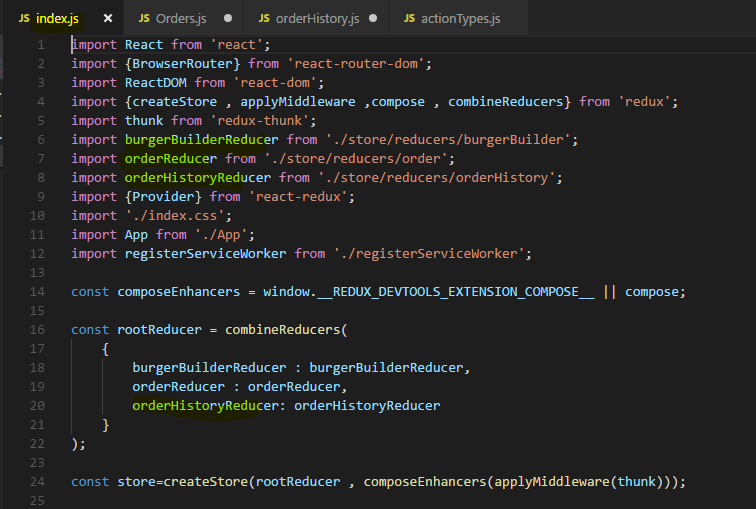 JS index.js × JS Orders.js ● JS orderHistory.js ● JS actionTypes.js
1 import React from 'react';
2 import {BrowserRouter} from 'react-router-dom';
3 import ReactDOM from 'react-dom';
4 import {createStore , applyMiddleware ,compose , combineReducers} from 'redux';
5 import thunk from 'redux-thunk';
6 import burgerBuilderReducer from './store/reducers/burgerBuilder';
7 import orderReducer from './store/reducers/order';
8 import orderHistoryReducer from './store/reducers/orderHistory';
9 import {Provider} from 'react-redux';
10 import './index.css';
11 import App from './App';
12 import registerServiceWorker from './registerServiceWorker';
13
14 const composeEnhancers = window.__REDUX_DEVTOOLS_EXTENSION_COMPOSE__ || compose;
15
16 const rootReducer = combineReducers(
17     {
18         burgerBuilderReducer : burgerBuilderReducer,
19         orderReducer : orderReducer,
20         orderHistoryReducer: orderHistoryReducer
21     }
22 );
23
24 const store=createStore(rootReducer , composeEnhancers(applyMiddleware(thunk)));
25